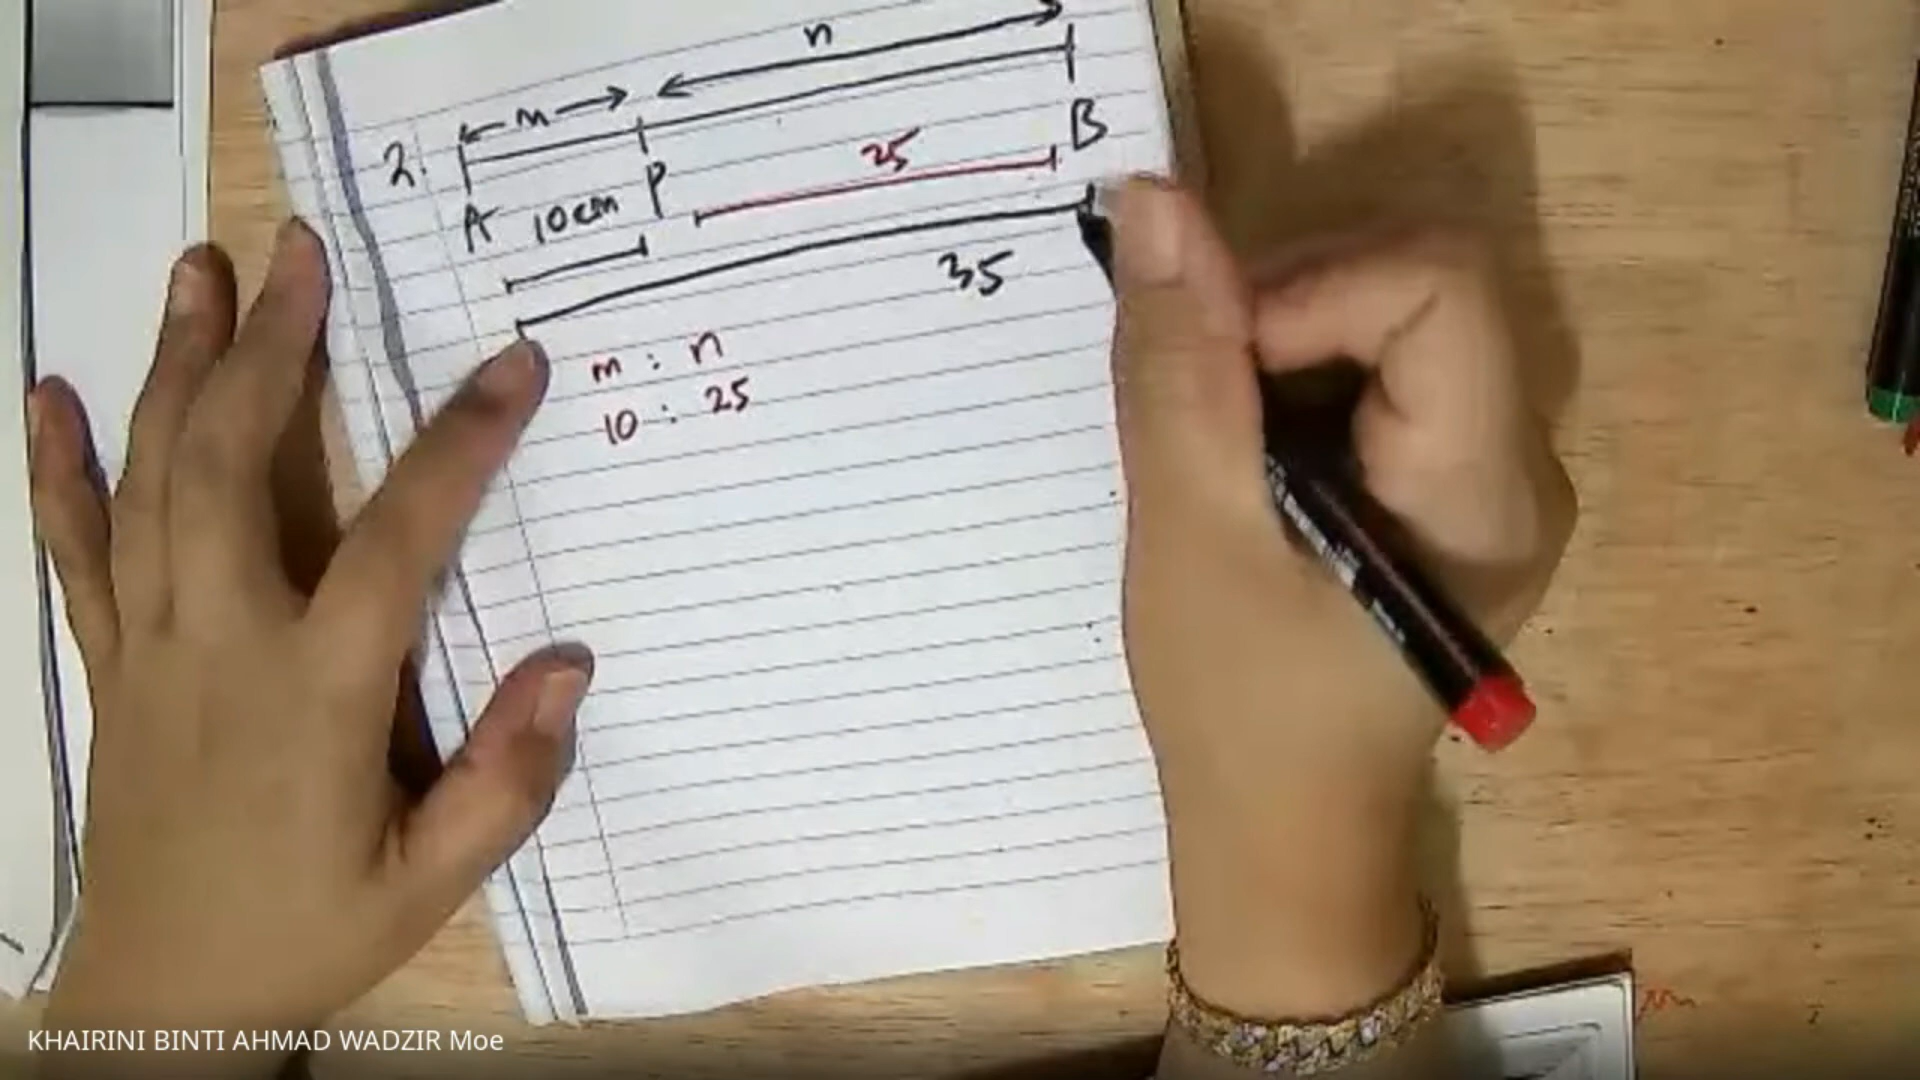 n
m
2.
B
25
A 10cm P
35
m : n
10 : 25
KHAIRINI BINTI AHMAD WADZIR Moe